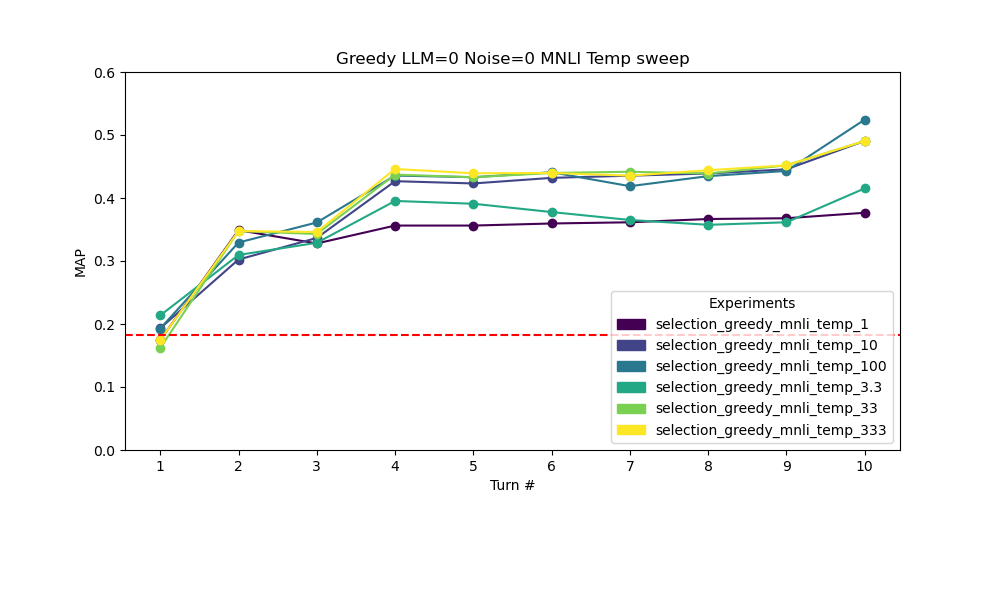 Greedy LLM=0 Noise=0 MNLI Temp sweep
0.6
0.5
0.4
0.3
0.2
0.1
0.0
MAP
Experiments
selection_greedy_mnli_temp_1
selection_greedy_mnli_temp_10
selection_greedy_mnli_temp_100
selection_greedy_mnli_temp_3.3
selection_greedy_mnli_temp_33
selection_greedy_mnli_temp_333
1 2 3 4 5 6 7 8 9 10
Turn #